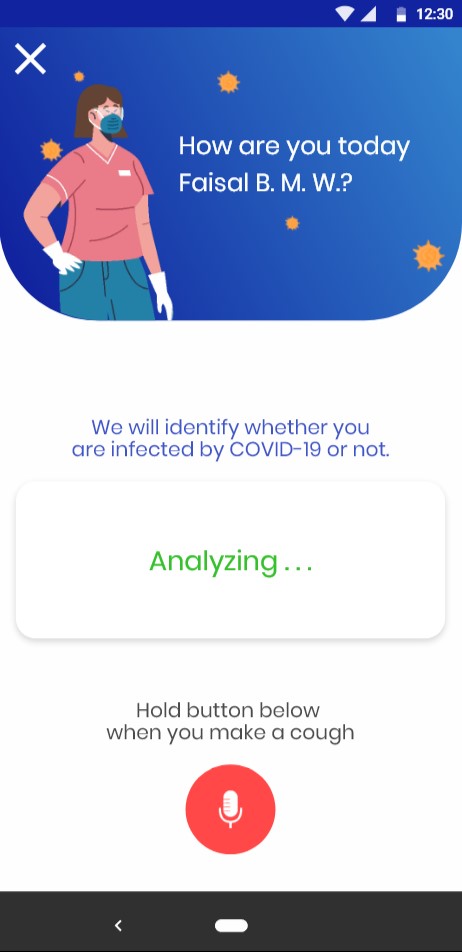 12:30
How are you today
Faisal B. M. W.?
We will identify whether you
are infected by COVID-19 or not.
Analyzing . . .
Hold button below
when you make a cough